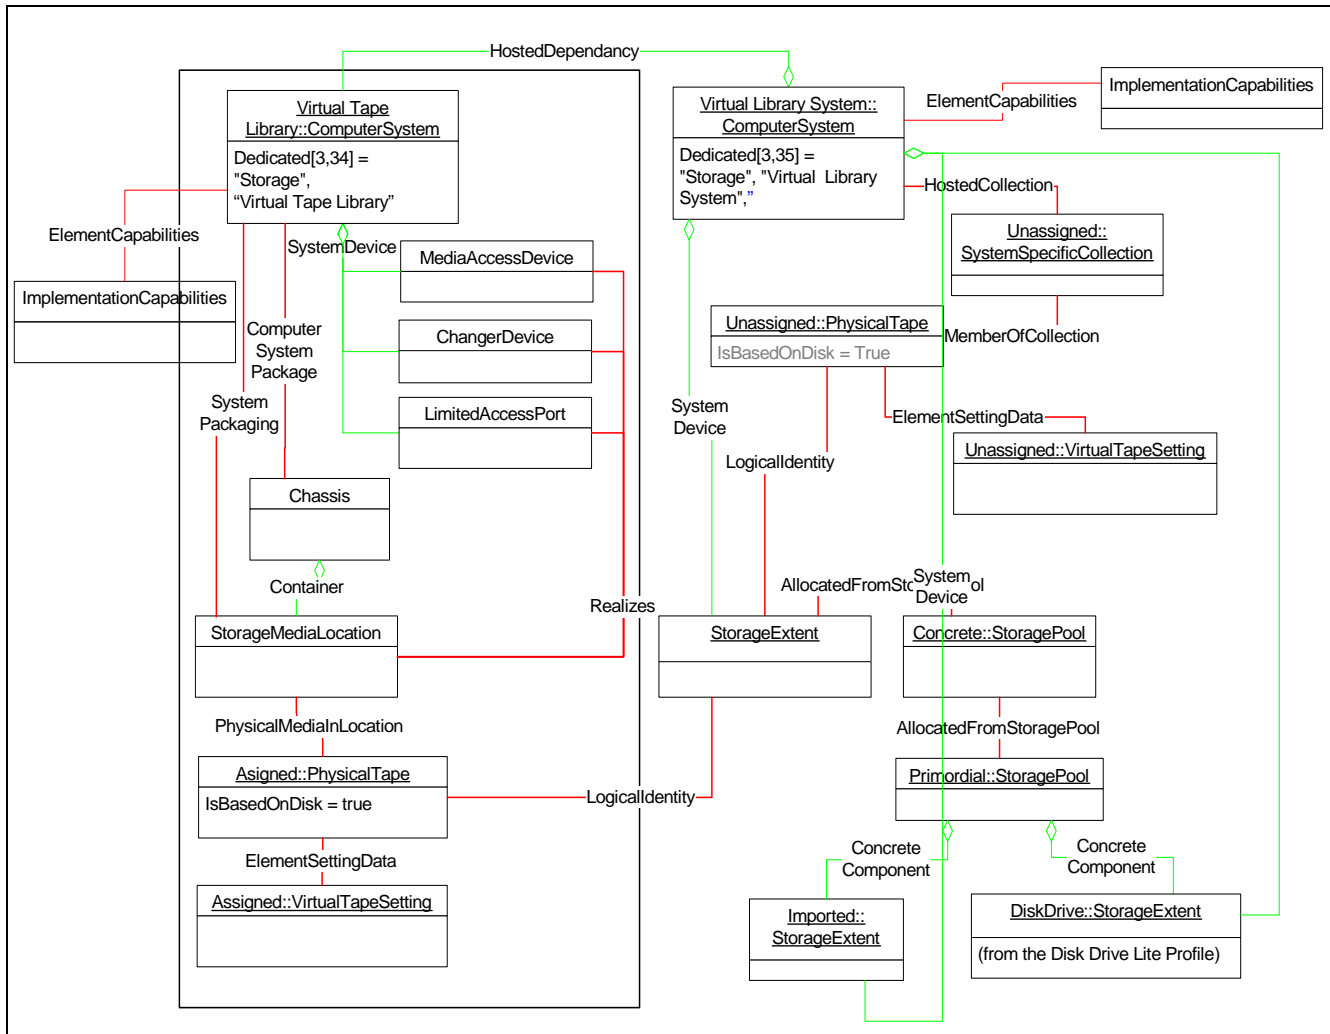 HostedDependancy
Virtual Tape
Library::ComputerSystem
Dedicated[3,34] =
"Storage",
“Virtual Tape Library”
Virtual Library System::
ComputerSystem
Dedicated[3,35] =
"Storage", "Virtual Library
System",”
ElementCapabilities
ImplementationCapabilities
HostedCollection
Unassigned::
SystemSpecificCollection
MemberOfCollection
ElementCapabilities
ImplementationCapabilities
SystemDevice
MediaAccessDevice
ChangerDevice
LimitedAccessPort
Computer
System
Package
System
Packaging
Chassis
Container
StorageMediaLocation
Realizes
PhysicalMediaInLocation
Asigned::PhysicalTape
IsBasedOnDisk = true
ElementSettingData
Assigned::VirtualTapeSetting
Unassigned::PhysicalTape
IsBasedOnDisk = True
System
Device
LogicalIdentity
ElementSettingData
Unassigned::VirtualTapeSetting
AllocatedFromSto
ol
System
Device
StorageExtent
Concrete::StoragePool
AllocatedFromStoragePool
LogicalIdentity
Primordial::StoragePool
Concrete
Component
Concrete
Component
Imported::
StorageExtent
DiskDrive::StorageExtent
(from the Disk Drive Lite Profile)